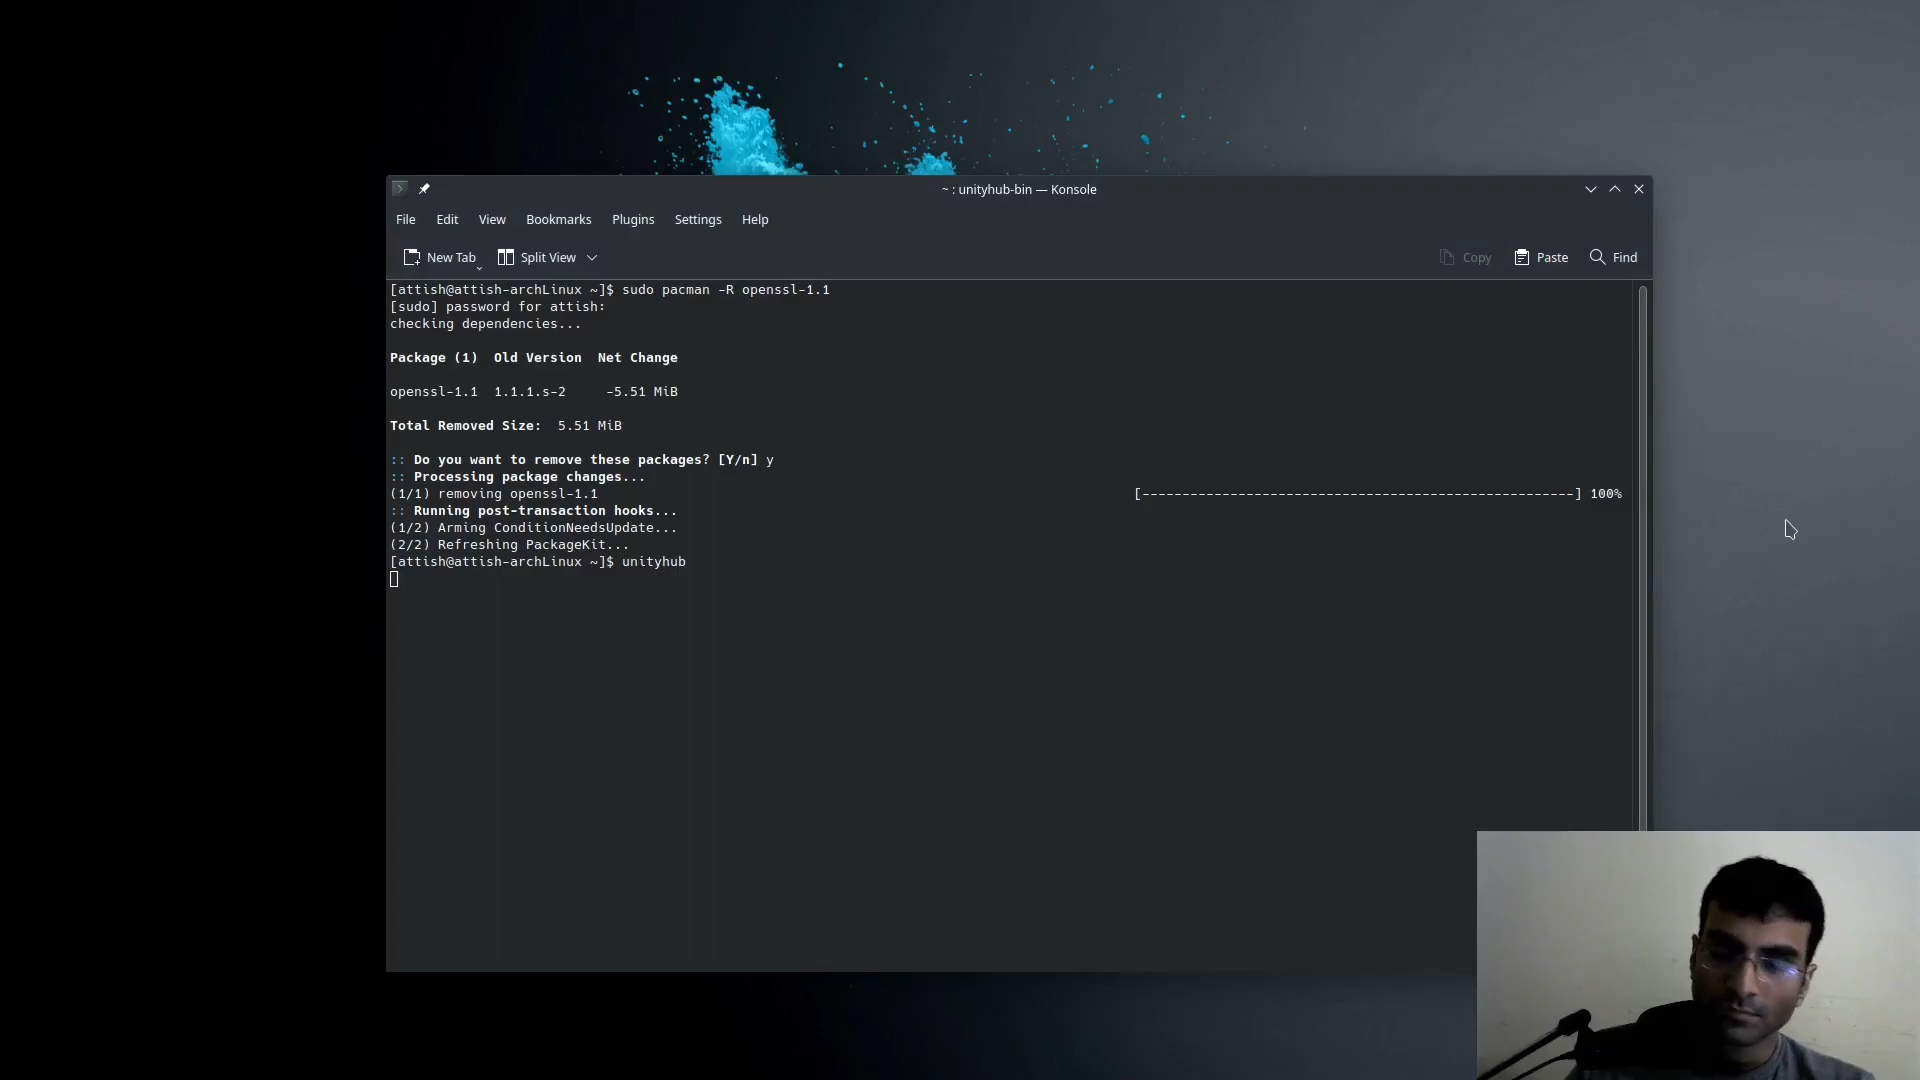 ~ : unityhub-bin — Konsole
File Edit View Bookmarks Plugins Settings Help
New Tab Split View Copy Paste Find
[attish@attish-archLinux ~]$ sudo pacman -R openssl-1.1
[sudo] password for attish:
checking dependencies...
Package (1) Old Version Net Change
openssl-1.1 1.1.1.s-2 -5.51 MiB
Total Removed Size: 5.51 MiB
:: Do you want to remove these packages? [Y/n] y
:: Processing package changes...
(1/1) removing openssl-1.1 [------------------------------------------------------] 100%
:: Running post-transaction hooks...
(1/2) Arming ConditionNeedsUpdate...
(2/2) Refreshing PackageKit...
[attish@attish-archLinux ~]$ unityhub